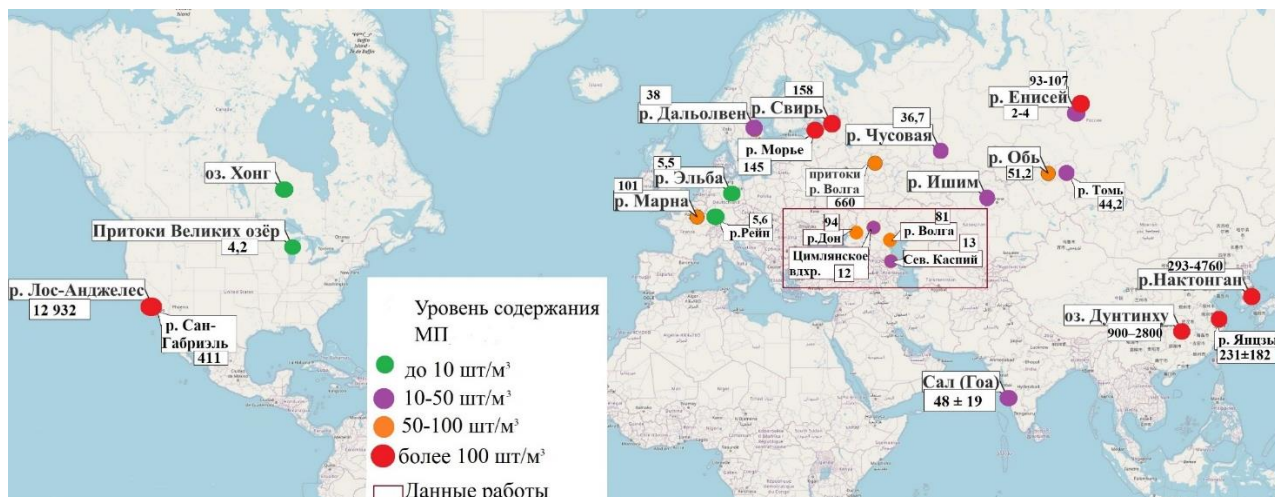 93-107
р. Енисей
2-4
158
38
р. Свирь
р. Дальолвен
36,7
р. Чусовая
р. Морье
145
оз. Хонг
5,5
р. Эльба
притоки
р. Волга
660
р. Обь
51,2
р. Томь
44,2
101
р. Марна
р. Ишим
5,6
р.Рейн
Притоки Великих озёр
4,2
94
р.Дон
81
р. Волга
Цимлянское
вдхр.
12
13
Сев. Каспий
р. Лос-Анджелес
12 932
р. Сан-
Габриэль
411
293-4760
р.Нактонган
оз. Дунтинху
900–2800
р. Янцзы
231±182
Сал (Гоа)
48 ± 19
Уровень содержания
МП
до 10 шт/м³
10-50 шт/м³
50-100 шт/м³
более 100 шт/м³
Данные работы